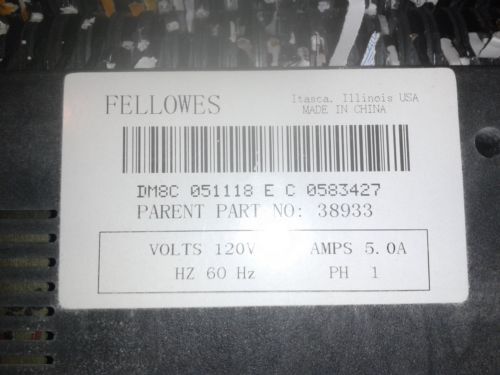 FELLOWES
Itasca, Illinois USA
MADE IN CHINA
DM8C 051118 E C 0583427
PARENT PART NO: 38933
VOLTS 120V AMPS 5.0A
HZ 60 Hz PH 1